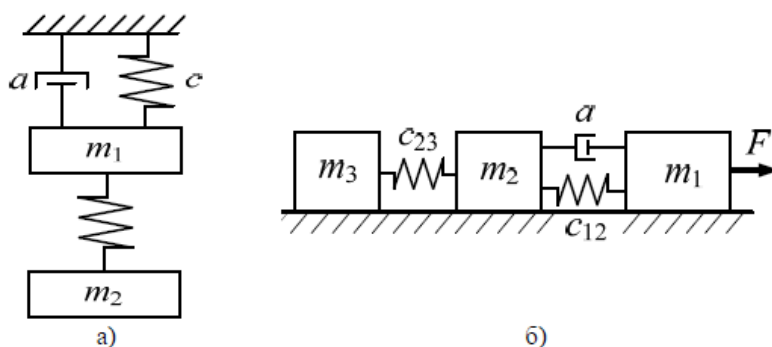 a c
m₁
m₂
а)
m₃ c₂₃ m₂ a m₁ F
c₁₂
б)